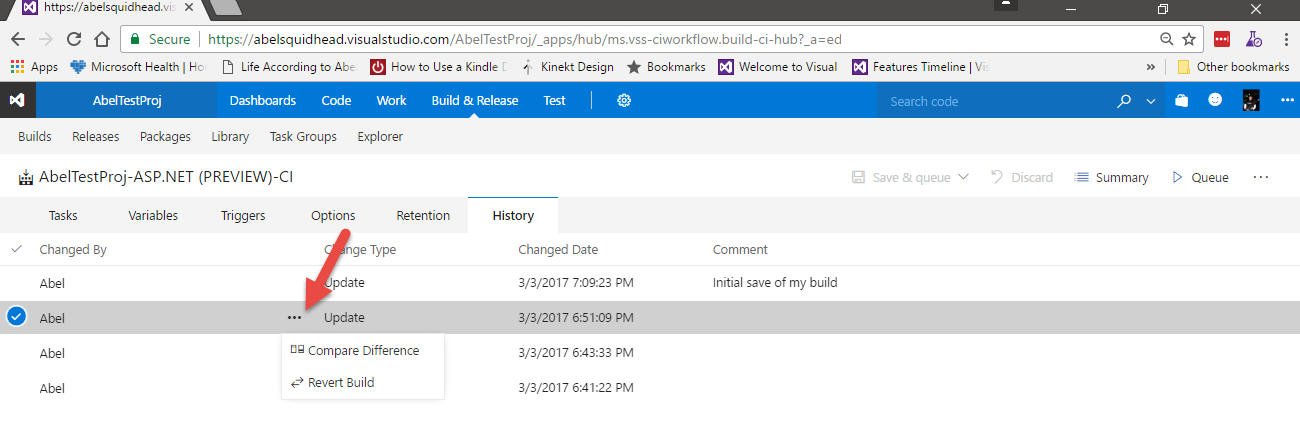 https://abelsquidhead.vis
Secure https://abelsquidhead.visualstudio.com/AbelTestProj/_apps/hub/ms.vss-ciworkflow.build-ci-hub?_a=ed
Apps Microsoft Health | Ho Life According to Abe How to Use a Kindle D Kinekt Design Bookmarks Welcome to Visual Features Timeline | Vis » Other bookmarks
AbelTestProj Dashboards Code Work Build & Release Test Search code
Builds Releases Packages Library Task Groups Explorer
AbelTestProj-ASP.NET (PREVIEW)-CI Save & queue Discard Summary Queue ...
Tasks Variables Triggers Options Retention History
Changed By Change Type Changed Date Comment
Abel Update 3/3/2017 7:09:23 PM Initial save of my build
Abel ... Update 3/3/2017 6:51:09 PM
Abel 3/3/2017 6:43:33 PM
Compare Difference
Abel 3/3/2017 6:41:22 PM
Revert Build